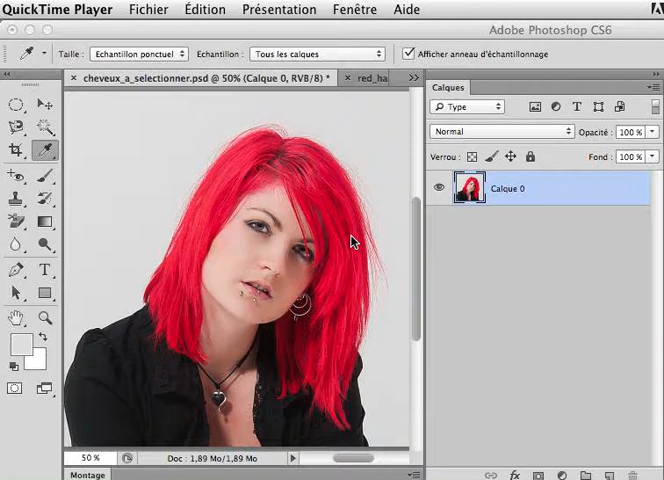 QuickTime Player Fichier Édition Présentation Fenêtre Aide
Adobe Photoshop CS6
Taille : Echantillon ponctuel Echantillon : Tous les calques Afficher anneau d'échantillonnage
cheveux_a_selectionner.psd @ 50% (Calque 0, RVB/8) * red_ha
Calques
Type
Normal Opacité : 100 %
Verrou : Fond : 100 %
Calque 0
50 % Doc : 1,89 Mo/1,89 Mo
Montage